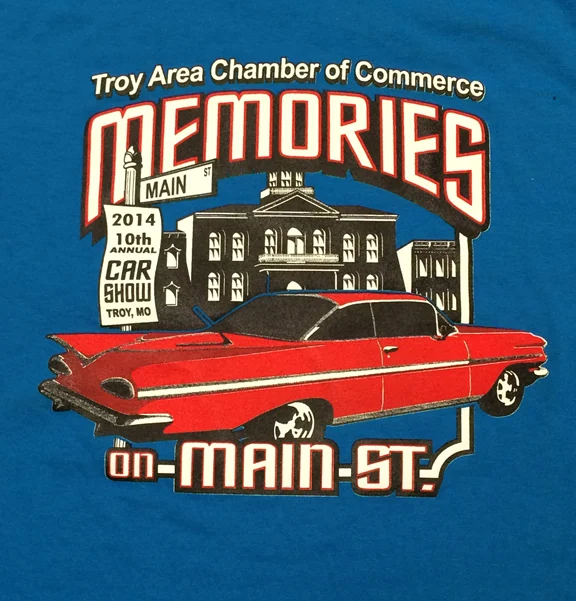 Troy Area Chamber of Commerce
MEMORIES
MAIN ST
2014
10th
ANNUAL
CAR
SHOW
TROY, MO
on MAIN ST.